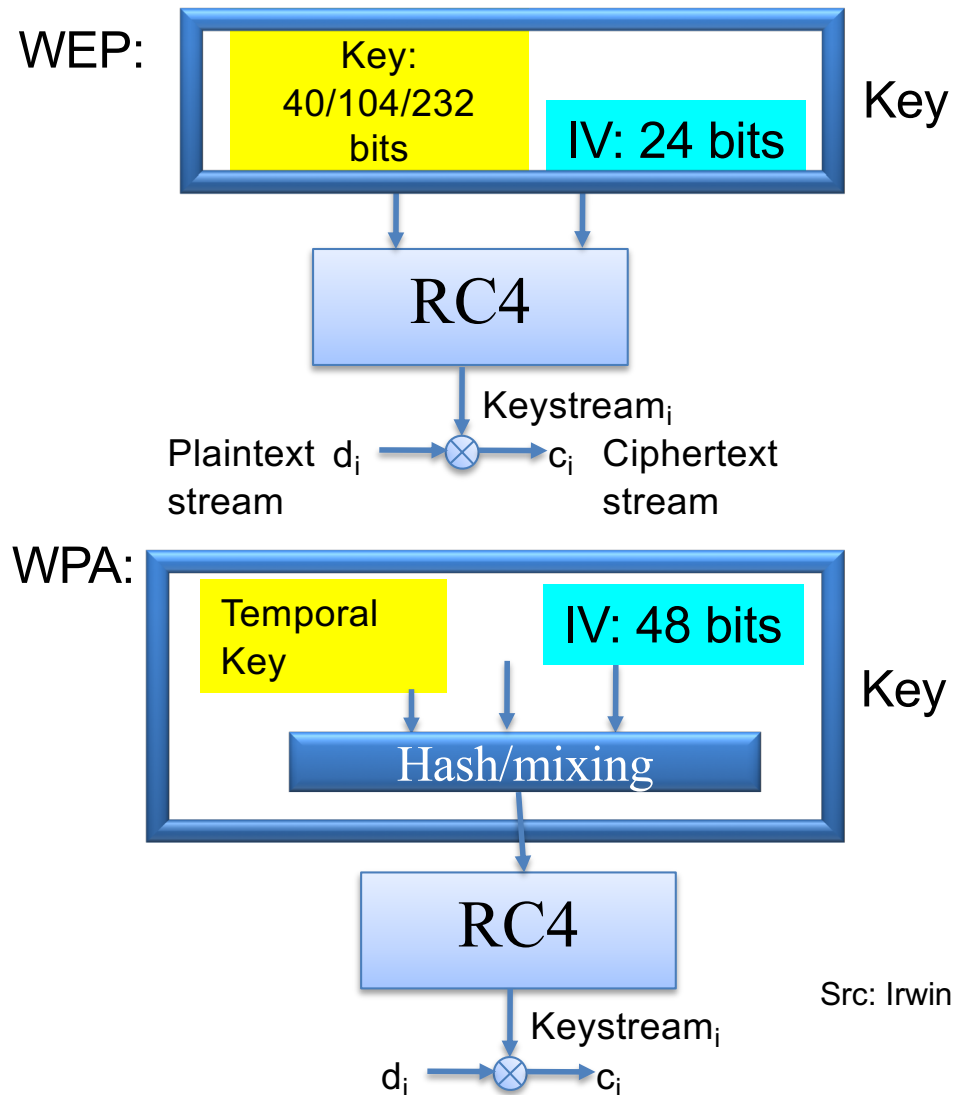 WEP:
Key:
40/104/232
bits
IV: 24 bits
Key
RC4
Keystreamᵢ
Plaintext dᵢ cᵢ Ciphertext
stream stream
WPA:
Temporal
Key
IV: 48 bits
Key
Hash/mixing
RC4
Src: Irwin
Keystreamᵢ
dᵢ cᵢ